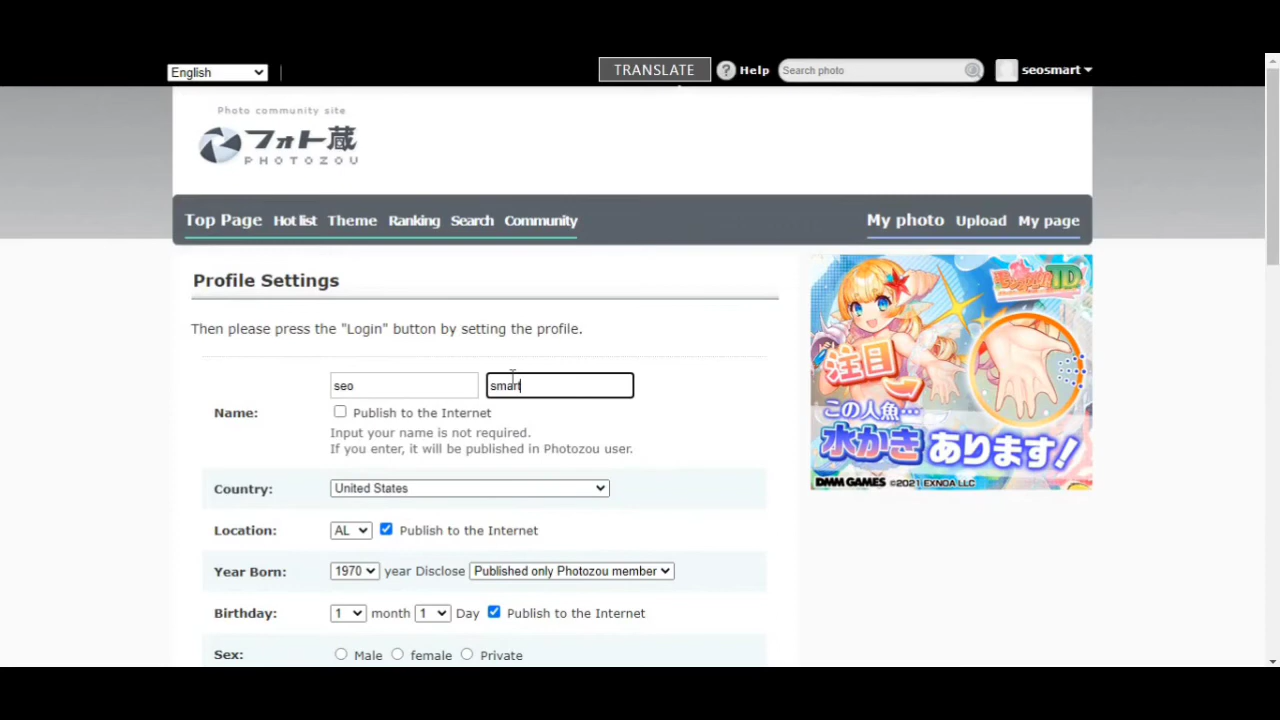 English
TRANSLATE
? Help
Search photo
seosmart
Photo community site
フォト蔵
PHOTOZOU
Top Page Hot list Theme Ranking Search Community
My photo Upload My page
Profile Settings
Then please press the "Login" button by setting the profile.
seo smart
Name:
Publish to the Internet
Input your name is not required.
If you enter, it will be published in Photozou user.
Country: United States
Location: AL Publish to the Internet
Year Born: 1970 year Disclose Published only Photozou member
Birthday: 1 month 1 Day Publish to the Internet
Sex: Male female Private
TD
注目
この人魚…
水かきあります!
DMM GAMES ©2021 EXNOA LLC